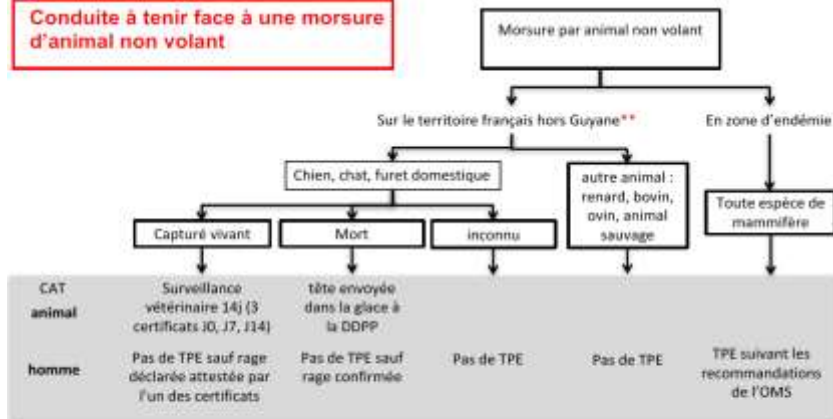 Conduite à tenir face à une morsure
d'animal non volant
Morsure par animal non volant
Sur le territoire français hors Guyane**
En zone d'endémie
Chien, chat, furet domestique
autre animal :
renard, bovin,
ovin, animal
sauvage
Toute espèce de
mammifère
Capturé vivant
Mort
inconnu
CAT
animal
Surveillance
vétérinaire 14j (3
certificats J0, J7, J14)
tête envoyée
dans la glace à
la DDPP
homme
Pas de TPE sauf rage
déclarée attestée par
l'un des certificats
Pas de TPE sauf
rage confirmée
Pas de TPE
Pas de TPE
TPE suivant les
recommandations
de l'OMS